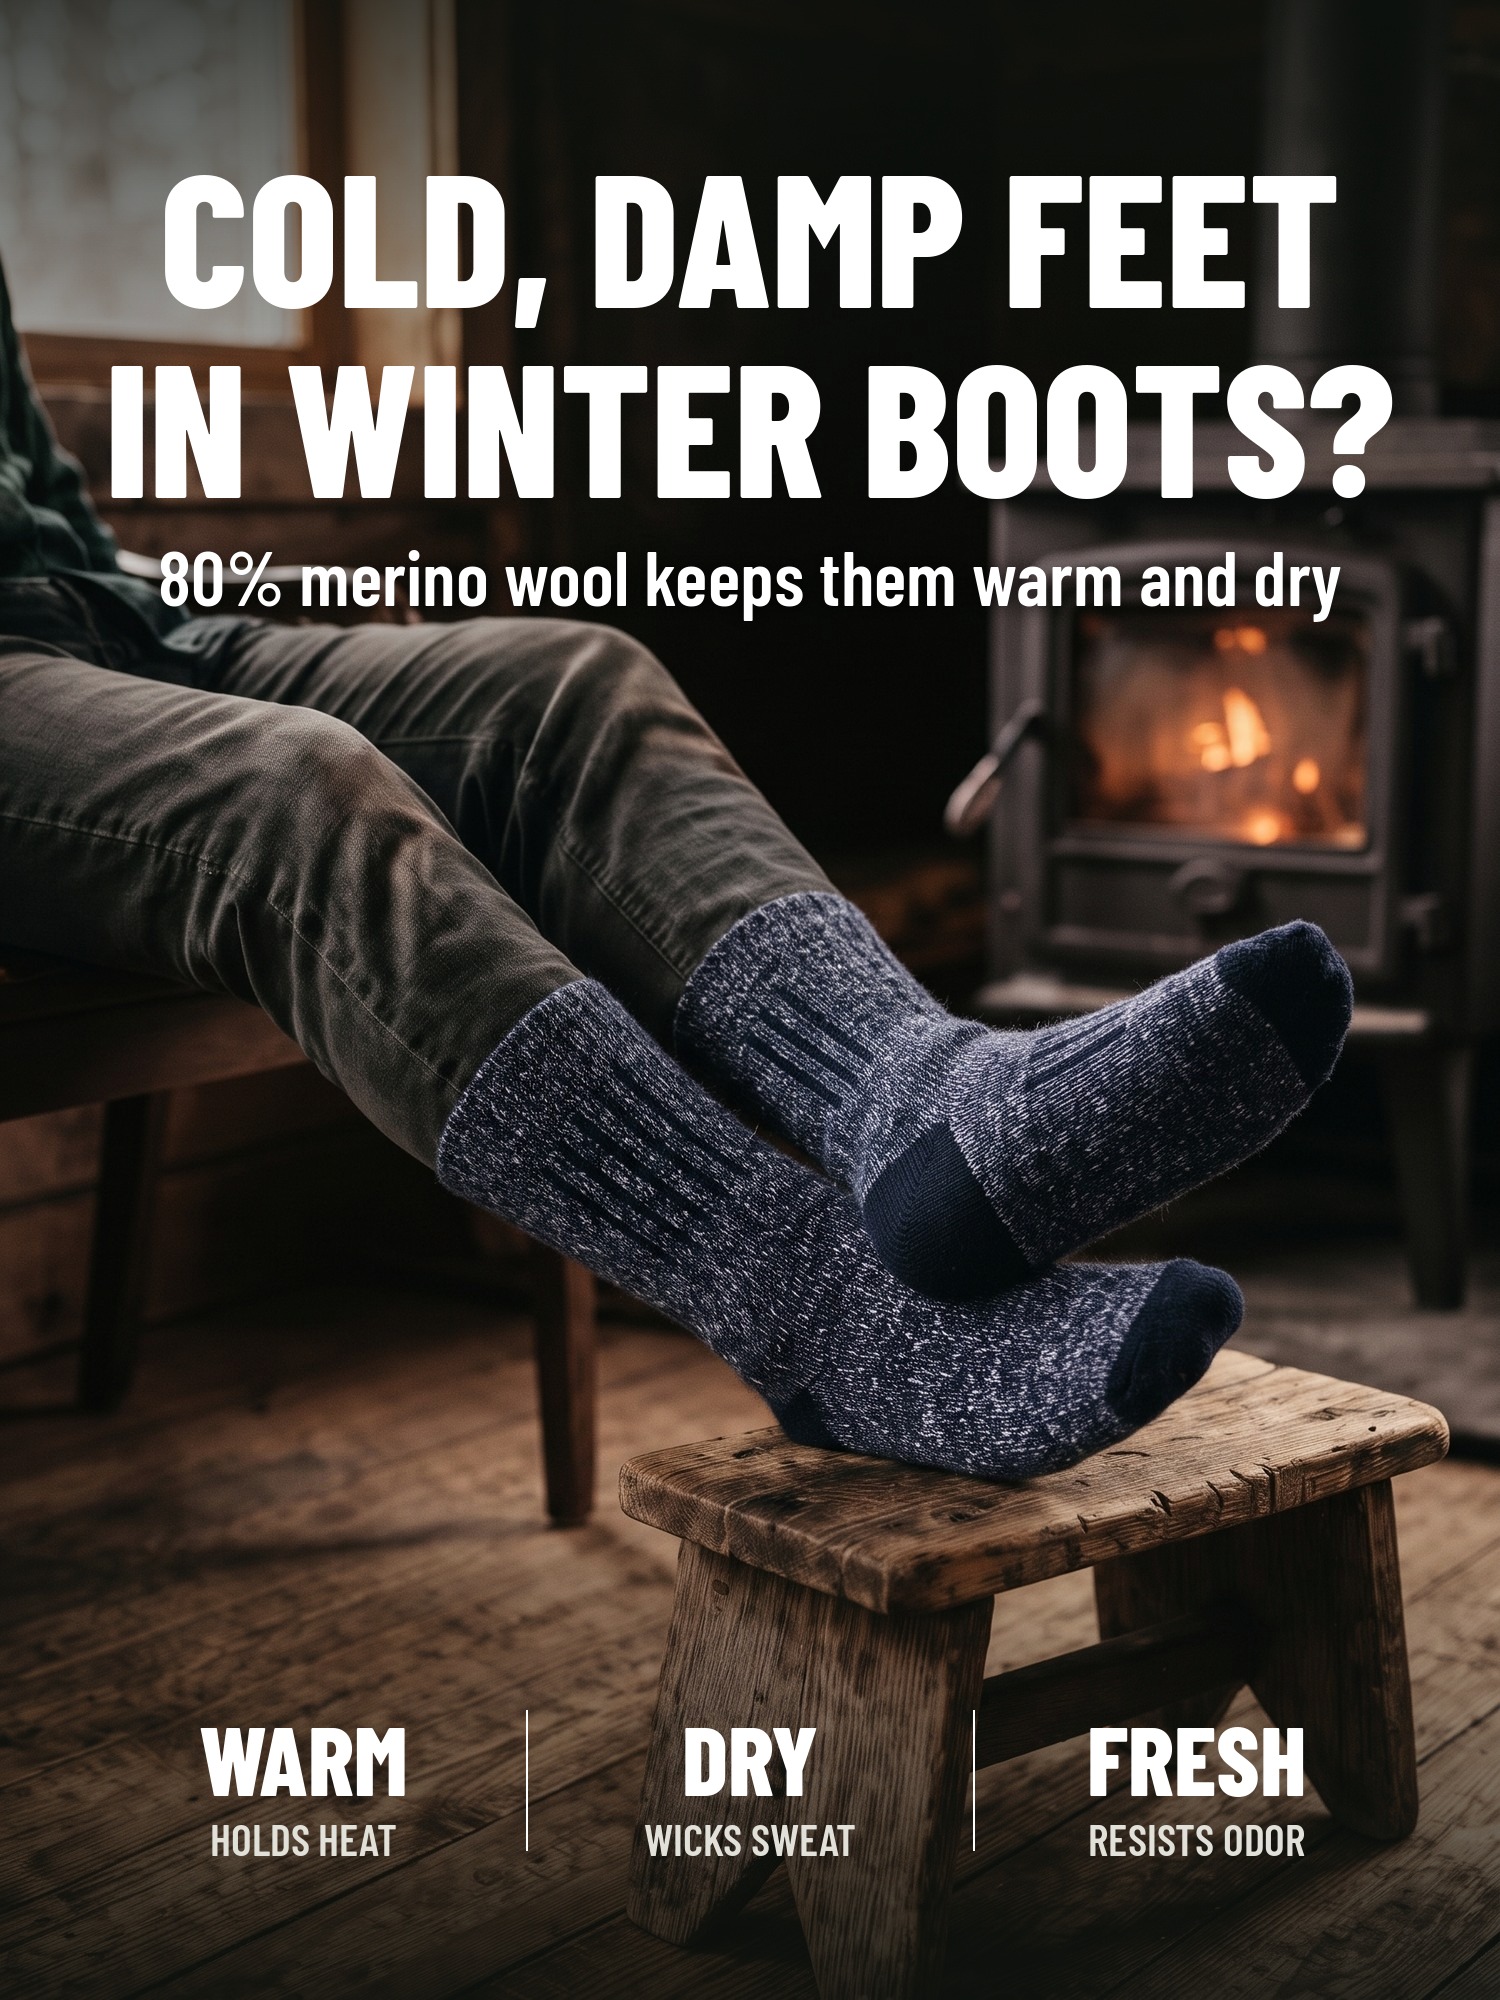 COLD, DAMP FEET
IN WINTER BOOTS?
80% merino wool keeps them warm and dry
WARM
HOLDS HEAT
DRY
WICKS SWEAT
FRESH
RESISTS ODOR